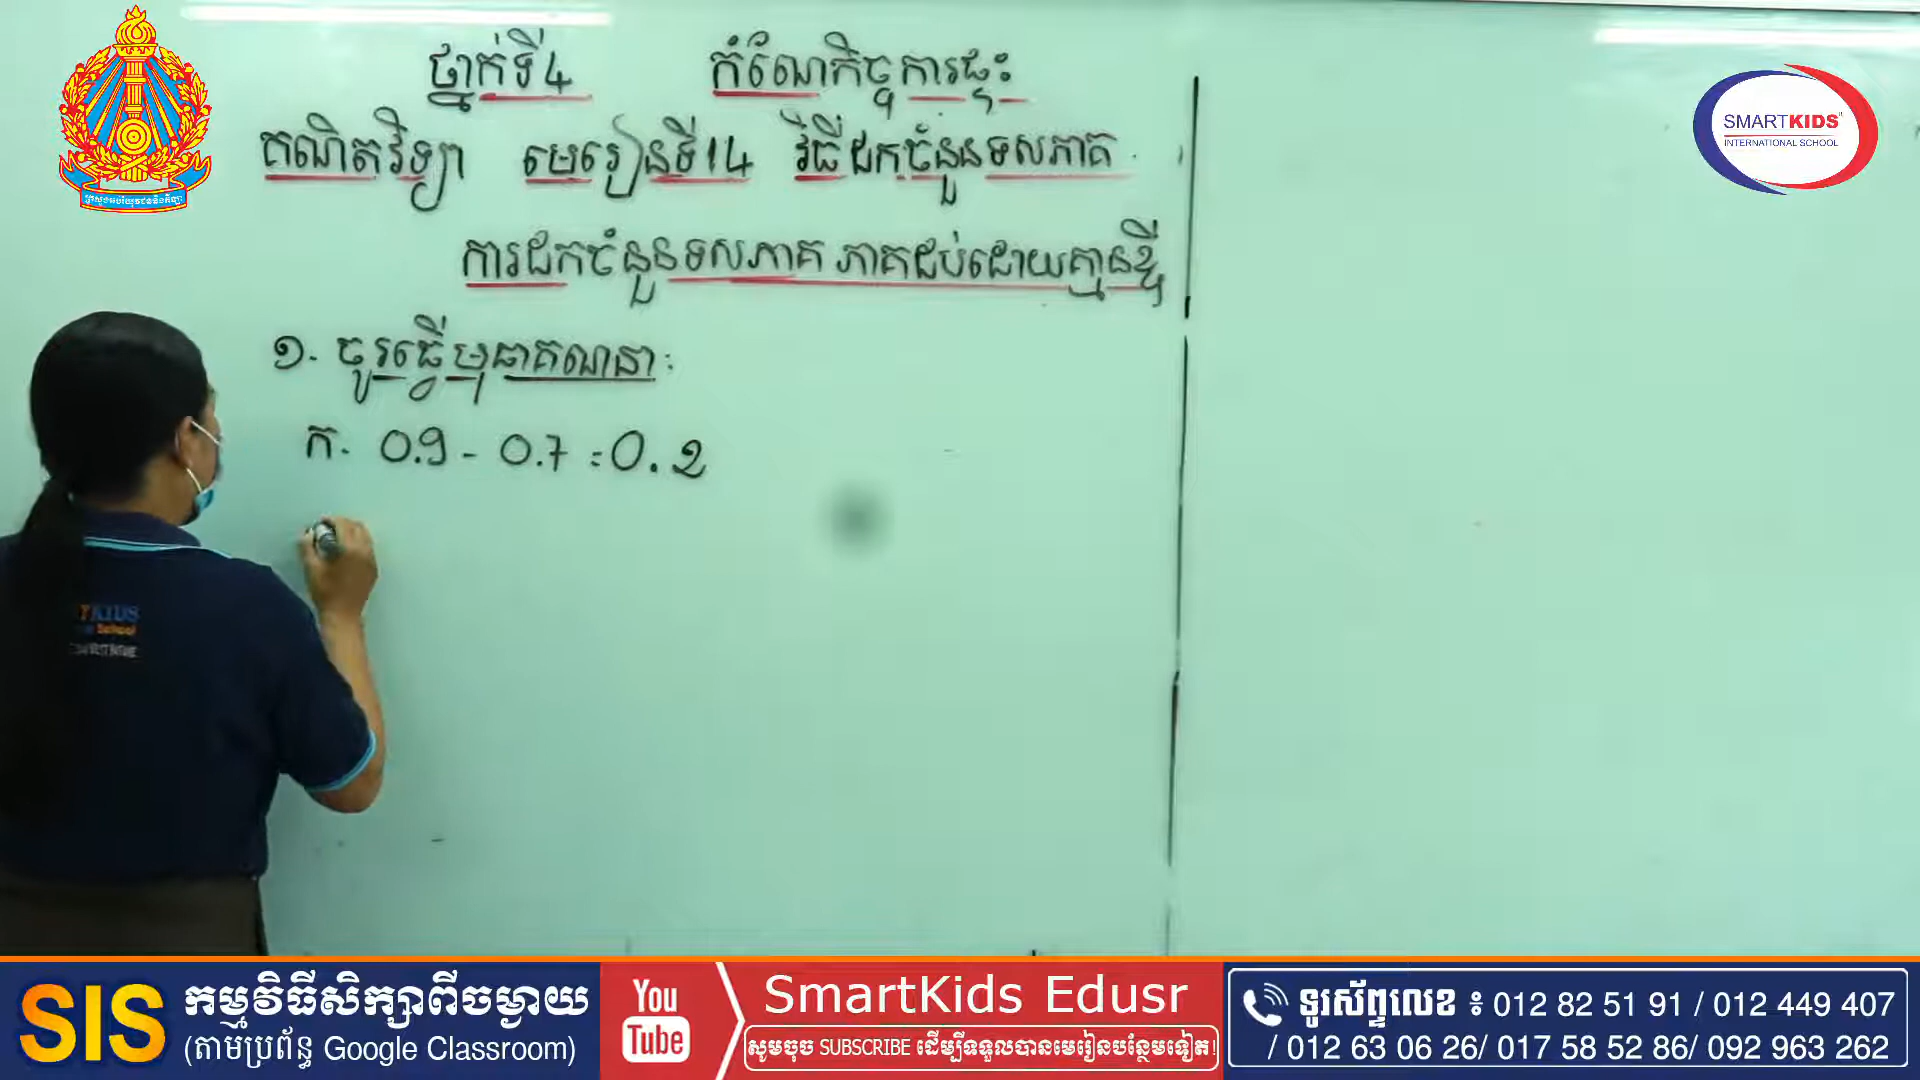 ថ្នាក់ទី4 កំណែកិច្ចការផ្ទះ
គណិតវិទ្យា មេរៀនទី14 វិធីដកចំនួនទសភាគ
ការដកចំនួនទសភាគ ភាគដប់ដោយគ្មានខ្ចី
១. ចូរធ្វើប្រមាណ​គណនា:
ក. 0.9 - 0.7 = 0.2
SMARTKIDS
INTERNATIONAL SCHOOL
KIDS
School
SIS
កម្មវិធីសិក្សាពីចម្ងាយ
(តាមប្រព័ន្ធ Google Classroom)
You
Tube
SmartKids Edusr
សូមចុច SUBSCRIBE ដើម្បីទទួលបានមេរៀនបន្ថែមទៀត!
ទូរស័ព្ទលេខ ៖ 012 82 51 91 / 012 449 407
/ 012 63 06 26/ 017 58 52 86/ 092 963 262